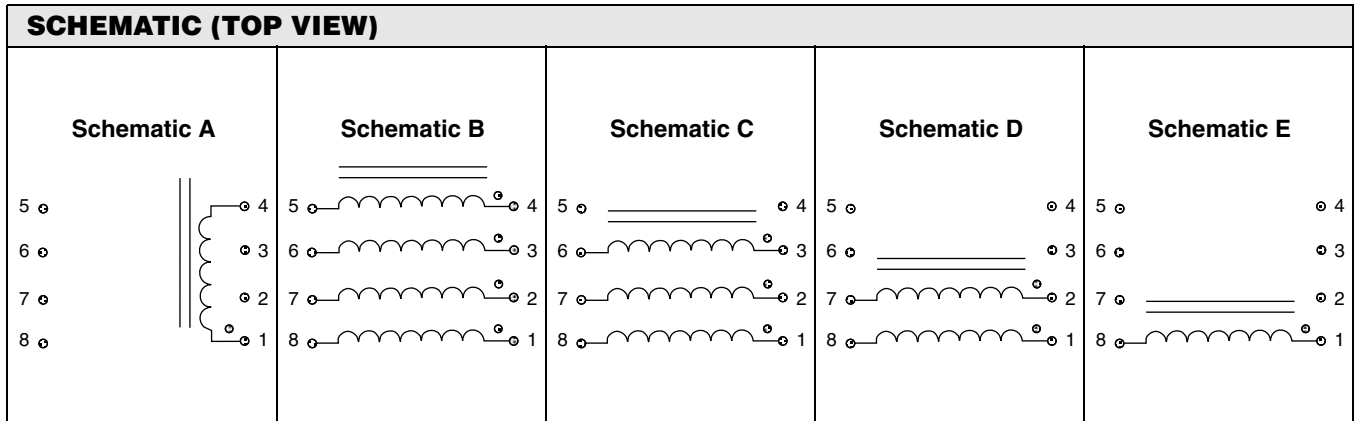 SCHEMATIC (TOP VIEW)
Schematic A Schematic B Schematic C Schematic D Schematic E
5 4 5 4 5 4 5 4 5 4
6 3 6 3 6 3 6 3 6 3
7 2 7 2 7 2 7 2 7 2
8 1 8 1 8 1 8 1 8 1